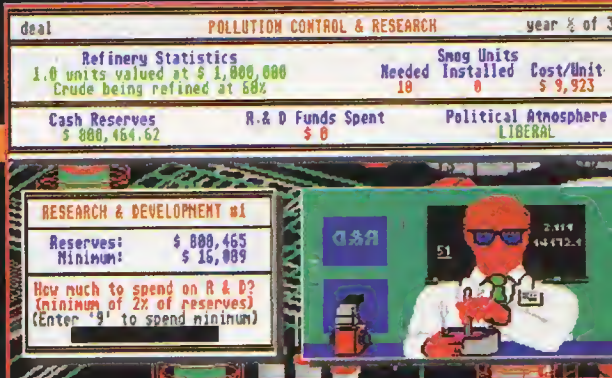 deal POLLUTION CONTROL & RESEARCH year of 3
Refinery Statistics
1.0 units valued at $ 1,000,000
Crude being refined at 60%
Smog Units
Needed Installed Cost/Unit
10 0 $ 9,923
Cash Reserves R.& D Funds Spent Political Atmosphere
$ 800,464.62 $ 0 LIBERAL
RESEARCH & DEVELOPMENT #1
Reserves: $ 800,465
Minimum: $ 16,009
How much to spend on R & D?
(minimum of 2% of reserves)
(Enter '9' to spend minimum)
R&D
51